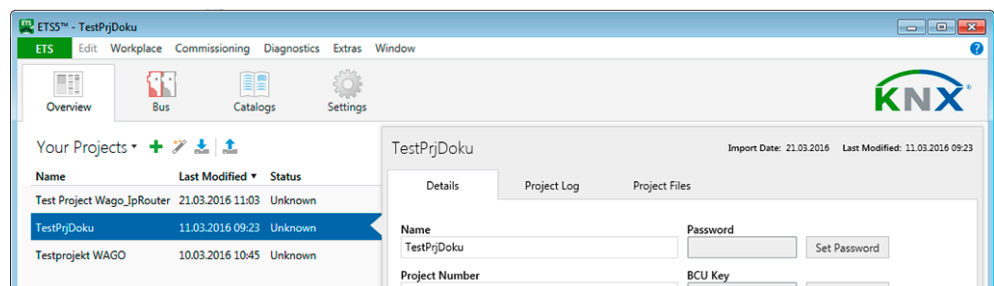 ETS5™ - TestPrjDoku
ETS Edit Workplace Commissioning Diagnostics Extras Window
Overview Bus Catalogs Settings
KNX
Your Projects
Name Last Modified Status
Test Project Wago_IpRouter 21.03.2016 11:03 Unknown
TestPrjDoku 11.03.2016 09:23 Unknown
Testprojekt WAGO 10.03.2016 10:45 Unknown
TestPrjDoku Import Date: 21.03.2016 Last Modified: 11.03.2016 09:23
Details Project Log Project Files
Name Password
TestPrjDoku Set Password
Project Number BCU Key